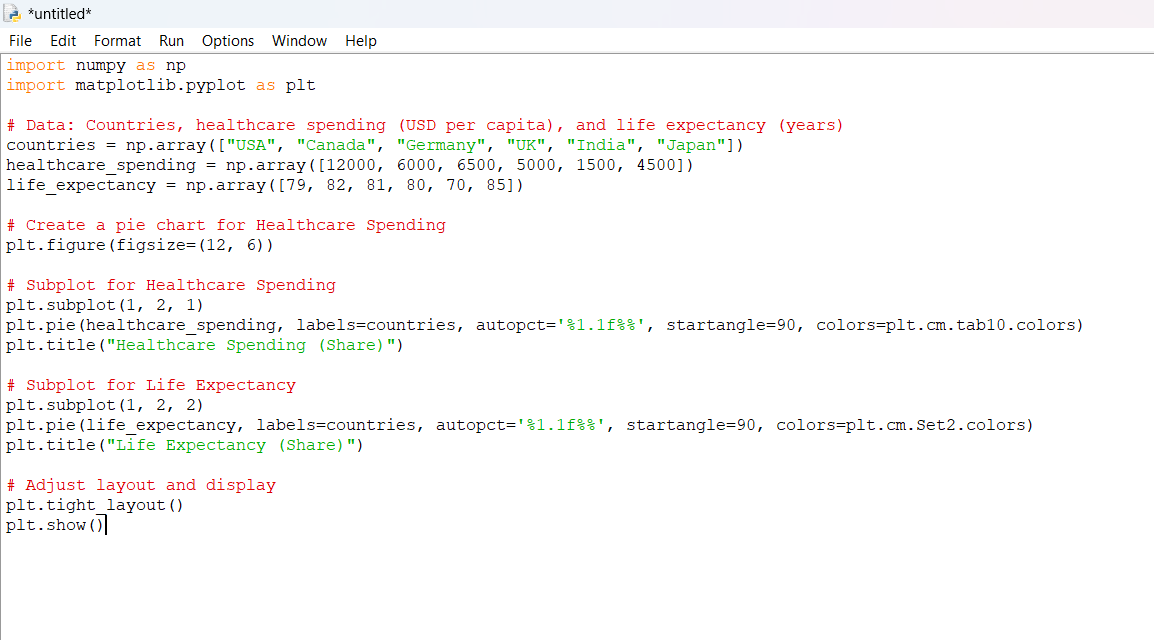 *untitled*
File Edit Format Run Options Window Help
import numpy as np
import matplotlib.pyplot as plt
# Data: Countries, healthcare spending (USD per capita), and life expectancy (years)
countries = np.array(["USA", "Canada", "Germany", "UK", "India", "Japan"])
healthcare_spending = np.array([12000, 6000, 6500, 5000, 1500, 4500])
life_expectancy = np.array([79, 82, 81, 80, 70, 85])
# Create a pie chart for Healthcare Spending
plt.figure(figsize=(12, 6))
# Subplot for Healthcare Spending
plt.subplot(1, 2, 1)
plt.pie(healthcare_spending, labels=countries, autopct='%1.1f%%', startangle=90, colors=plt.cm.tab10.colors)
plt.title("Healthcare Spending (Share)")
# Subplot for Life Expectancy
plt.subplot(1, 2, 2)
plt.pie(life_expectancy, labels=countries, autopct='%1.1f%%', startangle=90, colors=plt.cm.Set2.colors)
plt.title("Life Expectancy (Share)")
# Adjust layout and display
plt.tight_layout()
plt.show()